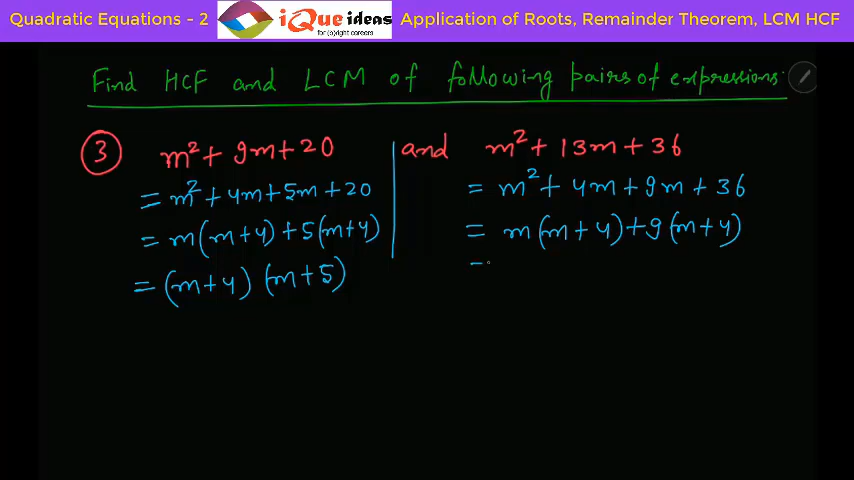 Quadratic Equations - 2
iQue ideas
for (b)right careers
Application of Roots, Remainder Theorem, LCM HCF
Find HCF and LCM of following pairs of expressions.
3 m² + 9m + 20 and m² + 13m + 36
= m² + 4m + 5m + 20
= m² + 4m + 9m + 36
= m(m+4) + 5(m+4)
= m(m+4) + 9(m+4)
= (m+4) (m+5)